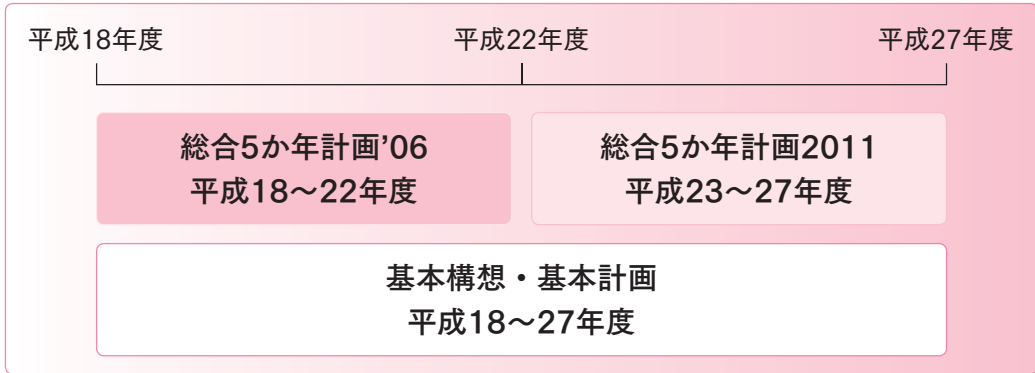 平成18年度 平成22年度 平成27年度
総合5か年計画’06
平成18〜22年度
総合5か年計画2011
平成23〜27年度
基本構想・基本計画
平成18〜27年度